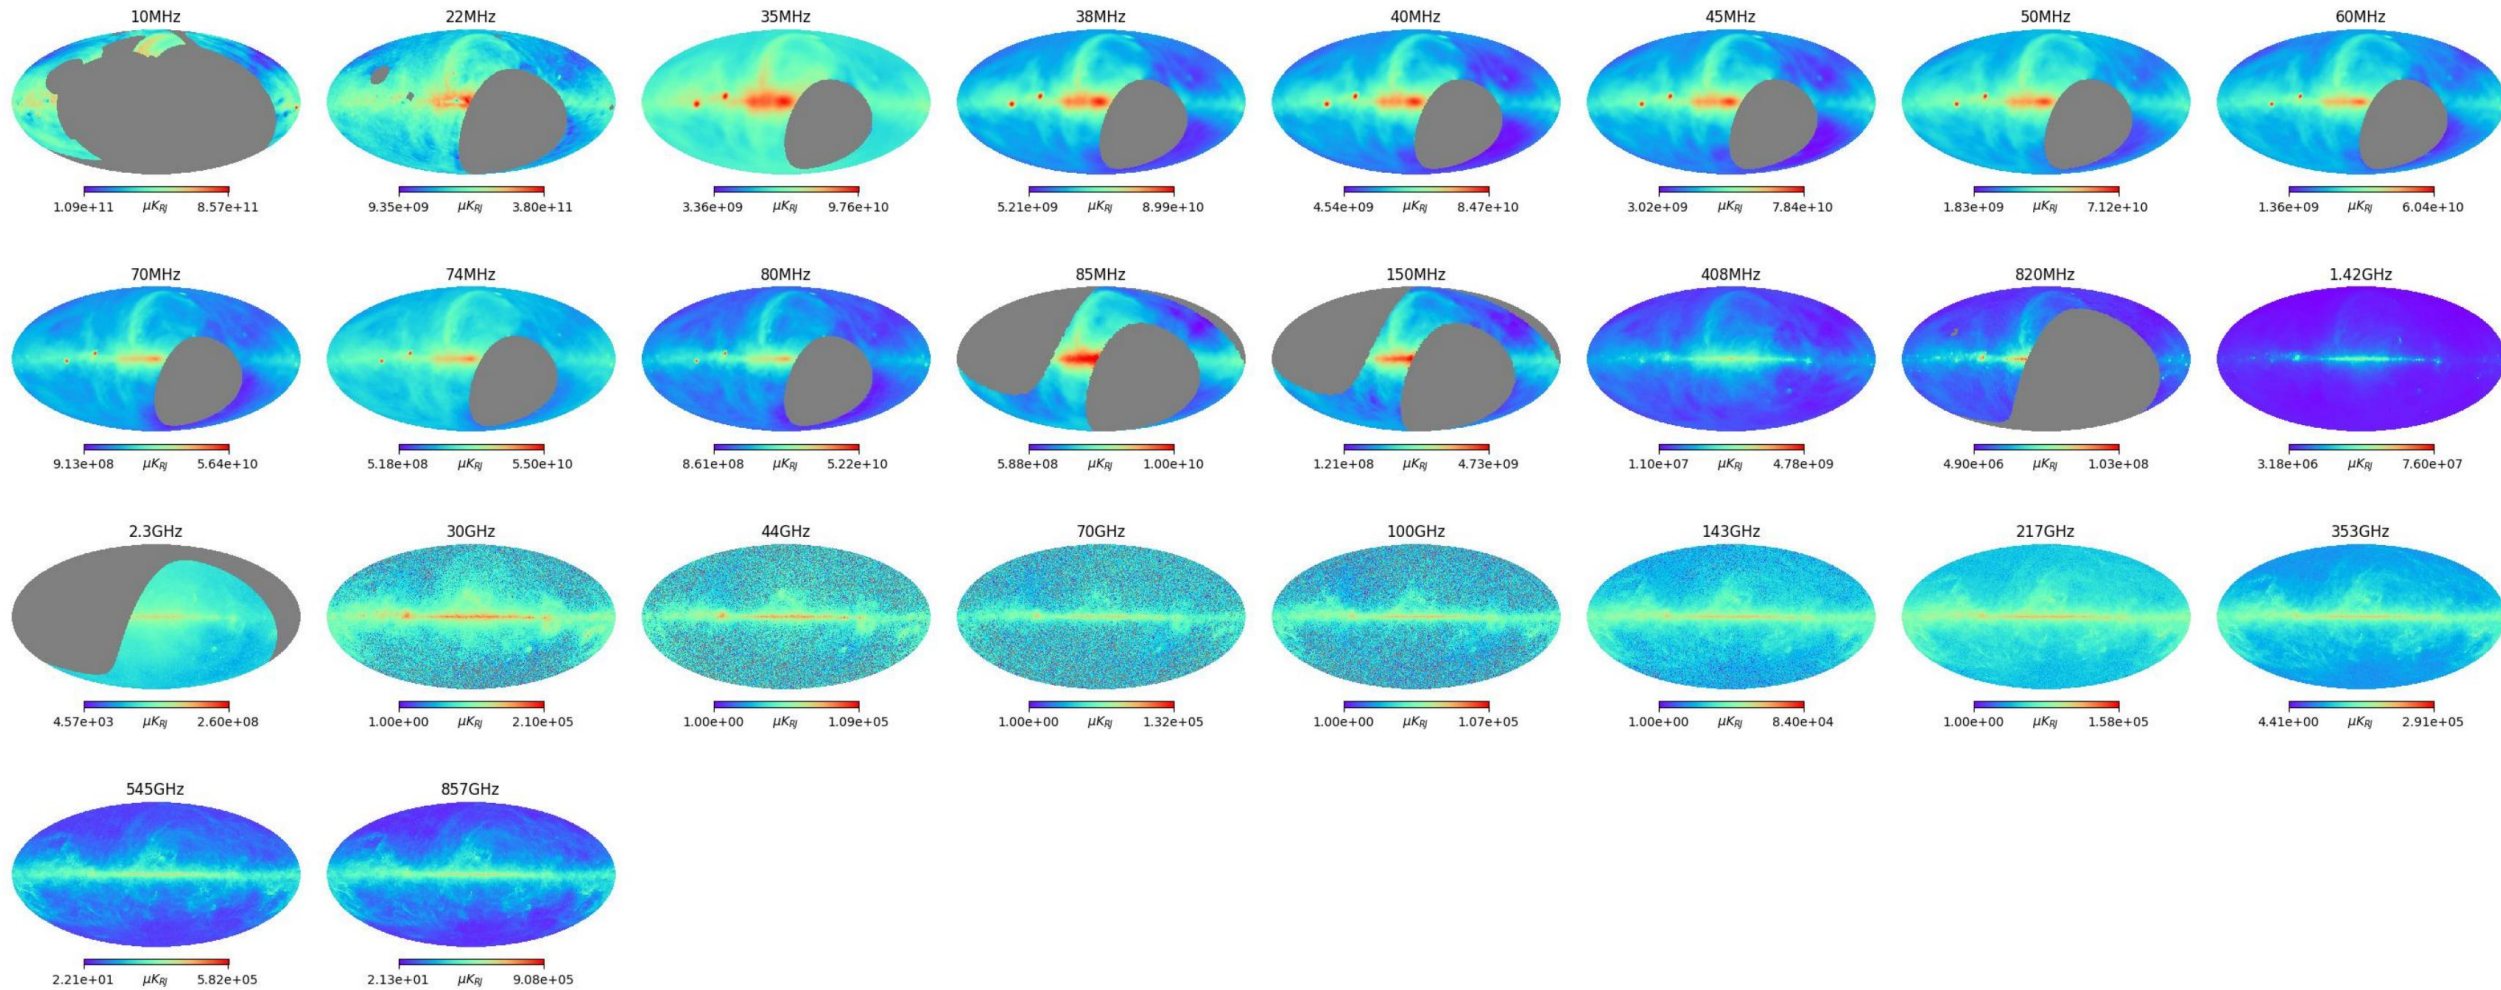 10MHz 22MHz 35MHz 38MHz 40MHz 45MHz 50MHz 60MHz
1.09e+11 μK_RJ 8.57e+11 9.35e+09 μK_RJ 3.80e+11 3.36e+09 μK_RJ 9.76e+10 5.21e+09 μK_RJ 8.99e+10 4.54e+09 μK_RJ 8.47e+10 3.02e+09 μK_RJ 7.84e+10 1.83e+09 μK_RJ 7.12e+10 1.36e+09 μK_RJ 6.04e+10
70MHz 74MHz 80MHz 85MHz 150MHz 408MHz 820MHz 1.42GHz
9.13e+08 μK_RJ 5.64e+10 5.18e+08 μK_RJ 5.50e+10 8.61e+08 μK_RJ 5.22e+10 5.88e+08 μK_RJ 1.00e+10 1.21e+08 μK_RJ 4.73e+09 1.10e+07 μK_RJ 4.78e+09 4.90e+06 μK_RJ 1.03e+08 3.18e+06 μK_RJ 7.60e+07
2.3GHz 30GHz 44GHz 70GHz 100GHz 143GHz 217GHz 353GHz
4.57e+03 μK_RJ 2.60e+08 1.00e+00 μK_RJ 2.10e+05 1.00e+00 μK_RJ 1.09e+05 1.00e+00 μK_RJ 1.32e+05 1.00e+00 μK_RJ 1.07e+05 1.00e+00 μK_RJ 8.40e+04 1.00e+00 μK_RJ 1.58e+05 4.41e+00 μK_RJ 2.91e+05
545GHz 857GHz
2.21e+01 μK_RJ 5.82e+05 2.13e+01 μK_RJ 9.08e+05